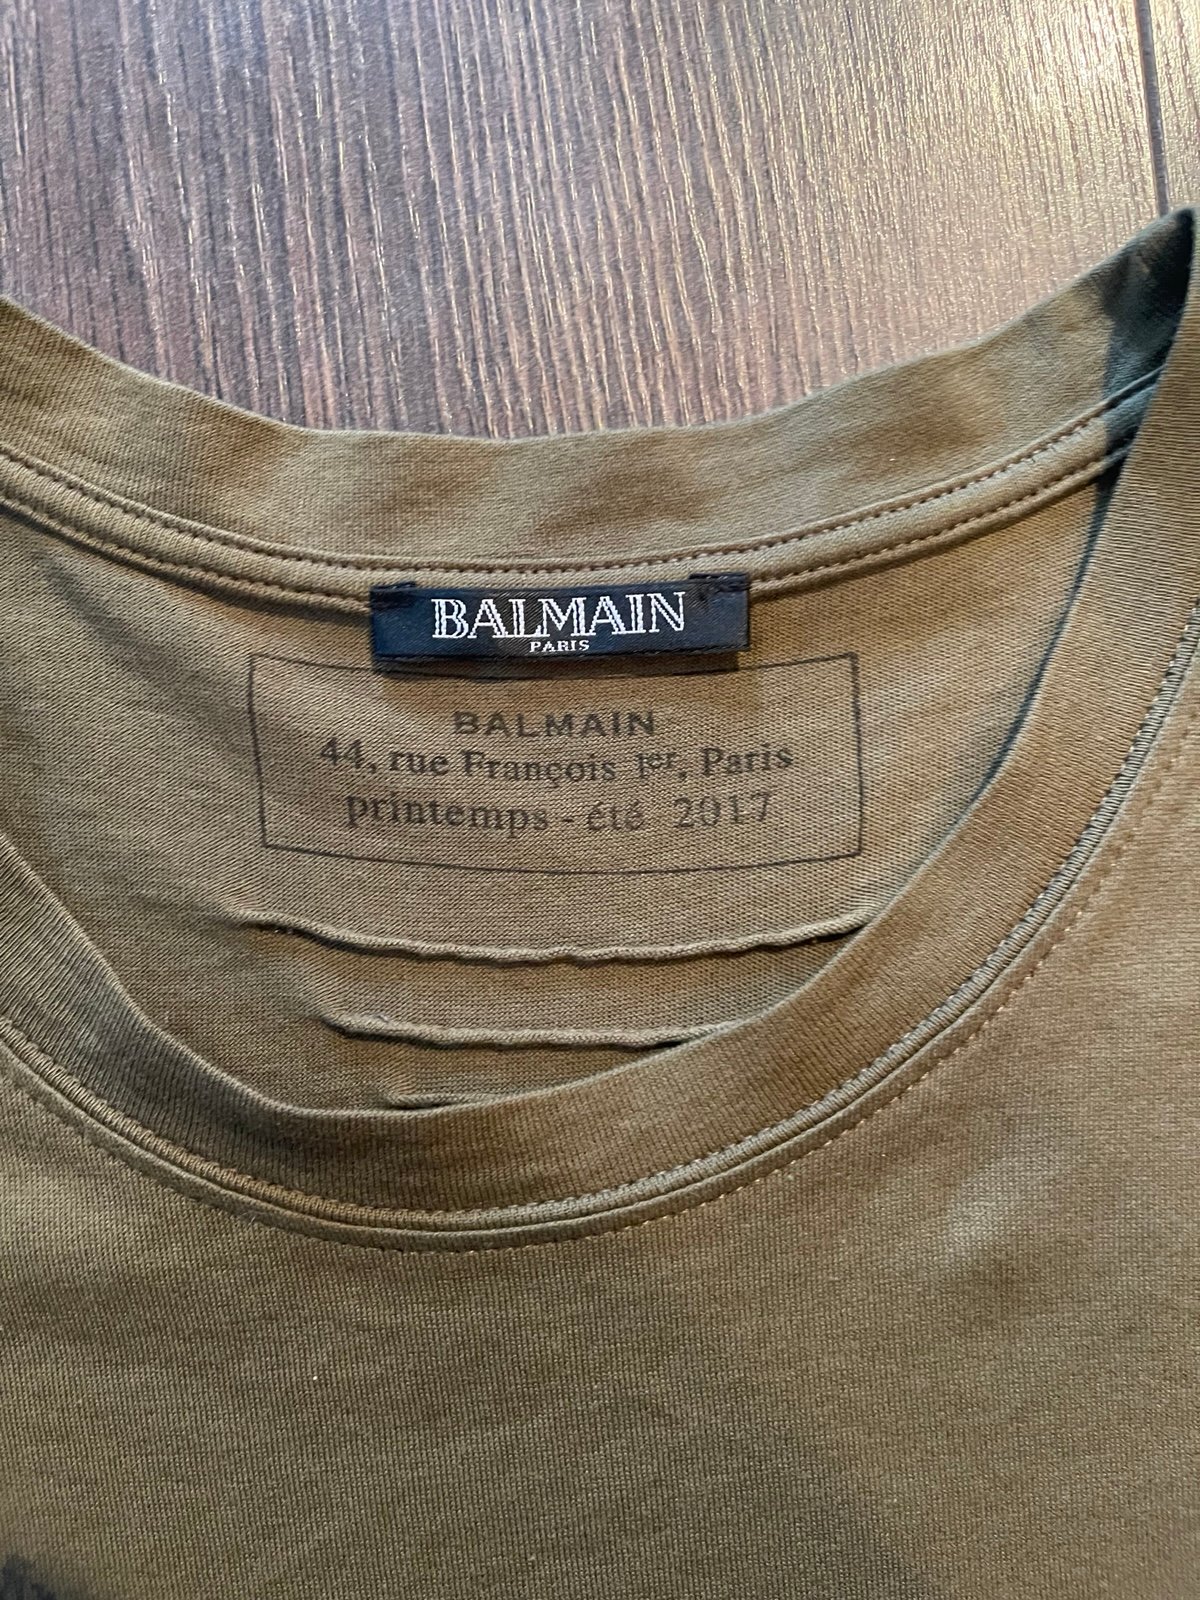 BALMAIN
PARIS
BALMAIN
44, rue François 1er, Paris
printemps - été 2017